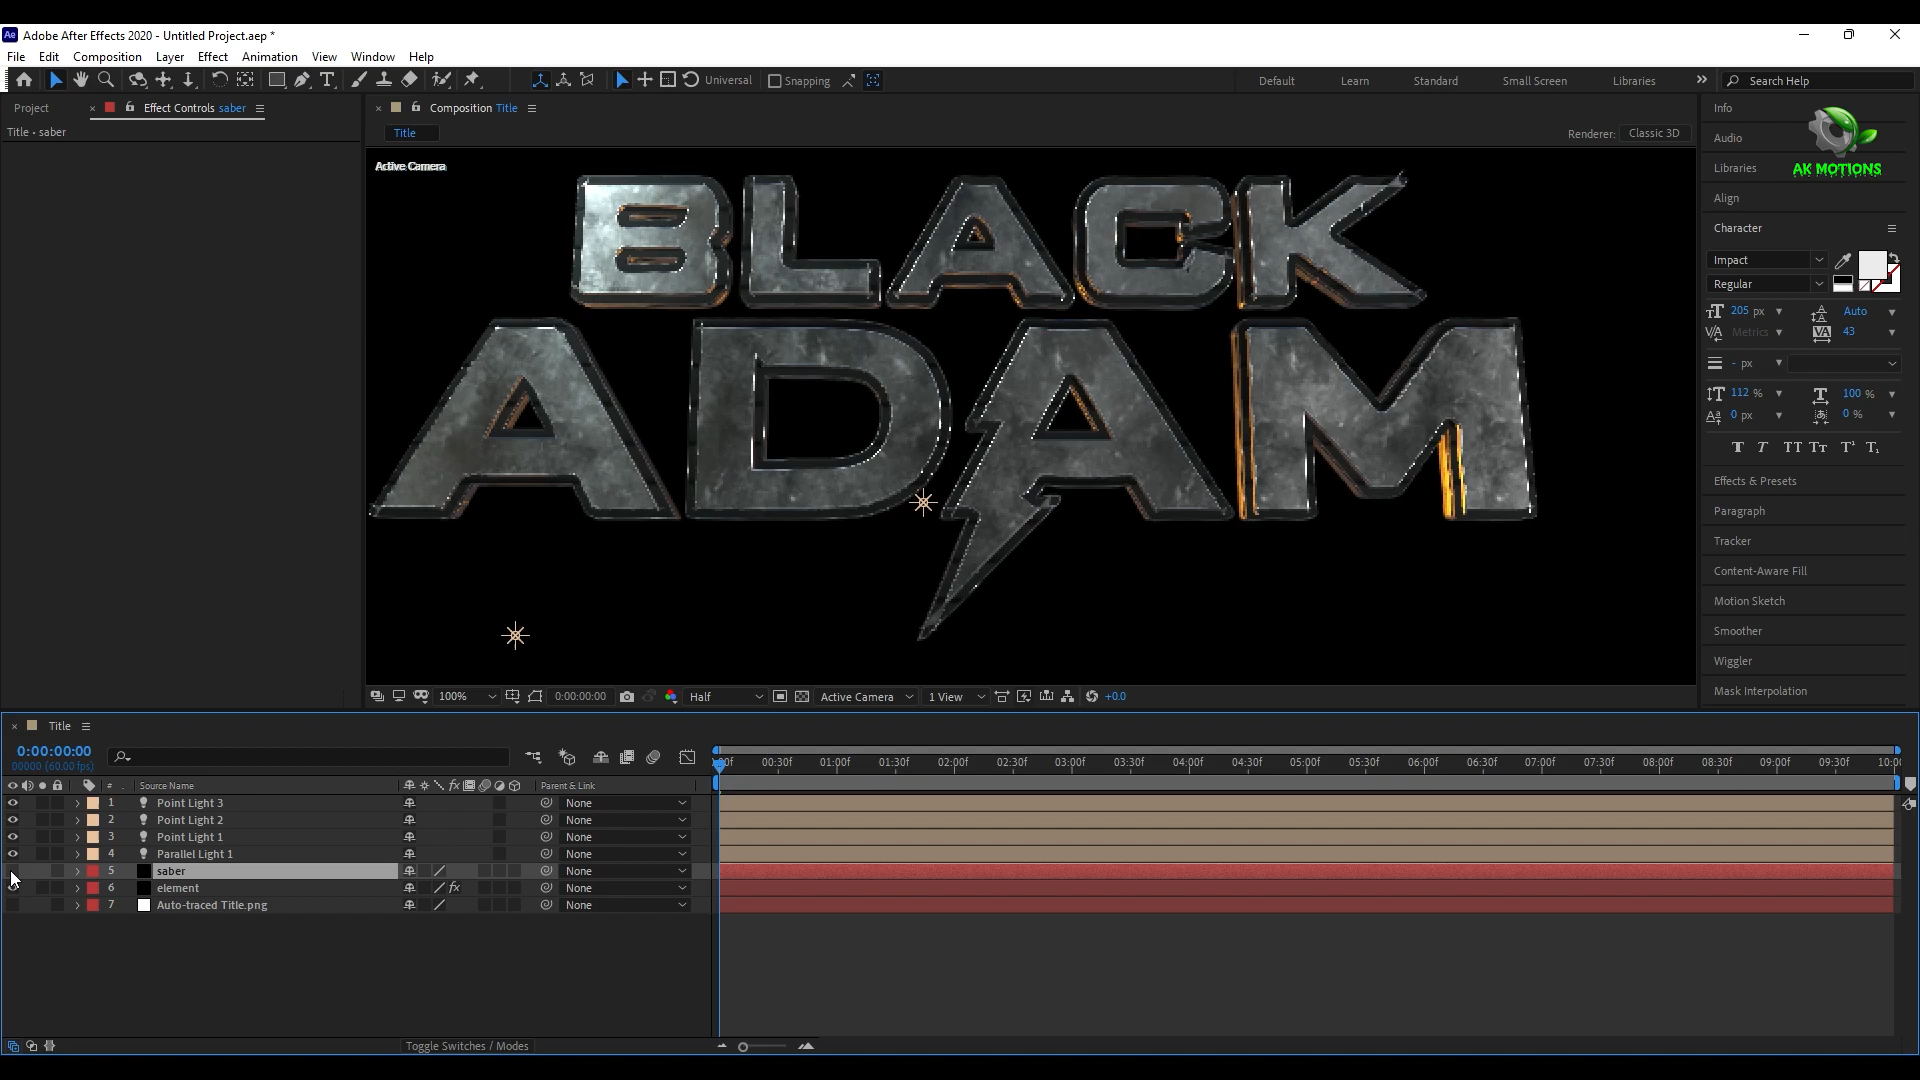 Ae Adobe After Effects 2020 - Untitled Project.aep *
File Edit Composition Layer Effect Animation View Window Help
Universal Snapping Default Learn Standard Small Screen Libraries Search Help
Project Effect Controls saber Composition Title Info
Title • saber Title Renderer: Classic 3D Audio
Active Camera Libraries AK MOTIONS
BLACK
ADAM
Align
Character
Impact
Regular
205 px Auto
Metrics 43
- px
112 % 100 %
0 px 0 %
T T TT Tт T¹ T₁
Effects & Presets
Paragraph
Tracker
Content-Aware Fill
Motion Sketch
Smoother
Wiggler
Mask Interpolation
100% 0:00:00:00 Half Active Camera 1 View +0.0
Title
0:00:00:00
00000 (60.00 fps)
00:30f 01:00f 01:30f 02:00f 02:30f 03:00f 03:30f 04:00f 04:30f 05:00f 05:30f 06:00f 06:30f 07:00f 07:30f 08:00f 08:30f 09:00f 09:30f
# Source Name fx Parent & Link
1 Point Light 3 None
2 Point Light 2 None
3 Point Light 1 None
4 Parallel Light 1 None
5 saber None
6 element fx None
7 Auto-traced Title.png None
Toggle Switches / Modes